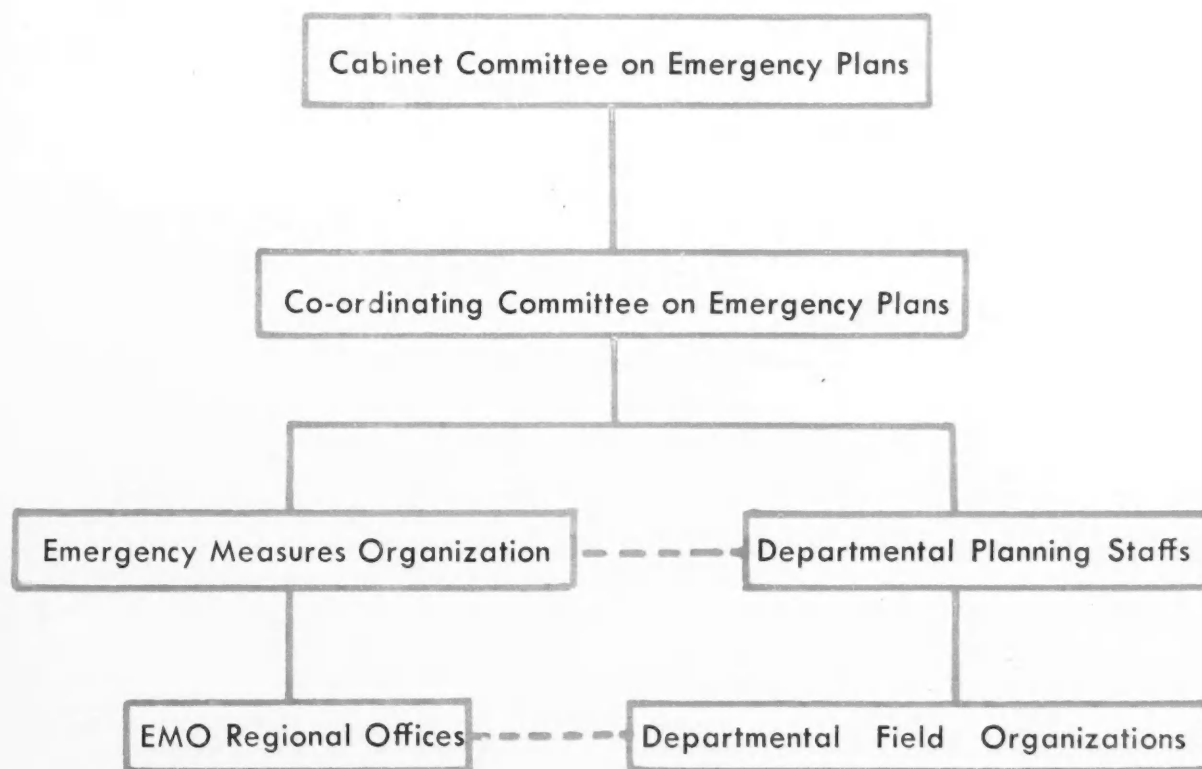 Cabinet Committee on Emergency Plans
Co-ordinating Committee on Emergency Plans
Emergency Measures Organization
Departmental Planning Staffs
EMO Regional Offices
Departmental Field Organizations